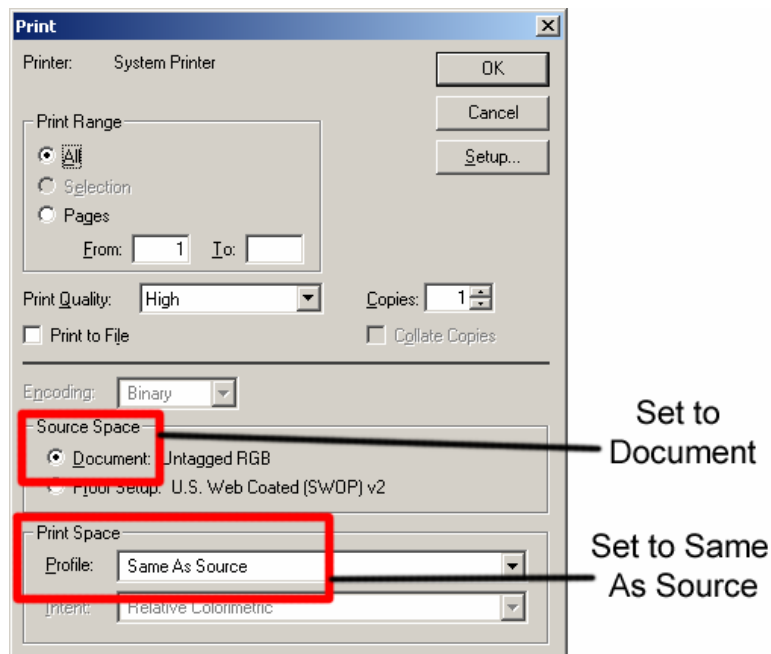 Print
Printer: System Printer
OK
Cancel
Setup...
Print Range
All
Selection
Pages
From: 1 To:
Print Quality: High
Copies: 1
Print to File
Collate Copies
Encoding: Binary
Source Space
Document: Untagged RGB
Proof Setup: U.S. Web Coated (SWOP) v2
Set to
Document
Print Space
Profile: Same As Source
Intent: Relative Colorimetric
Set to Same
As Source